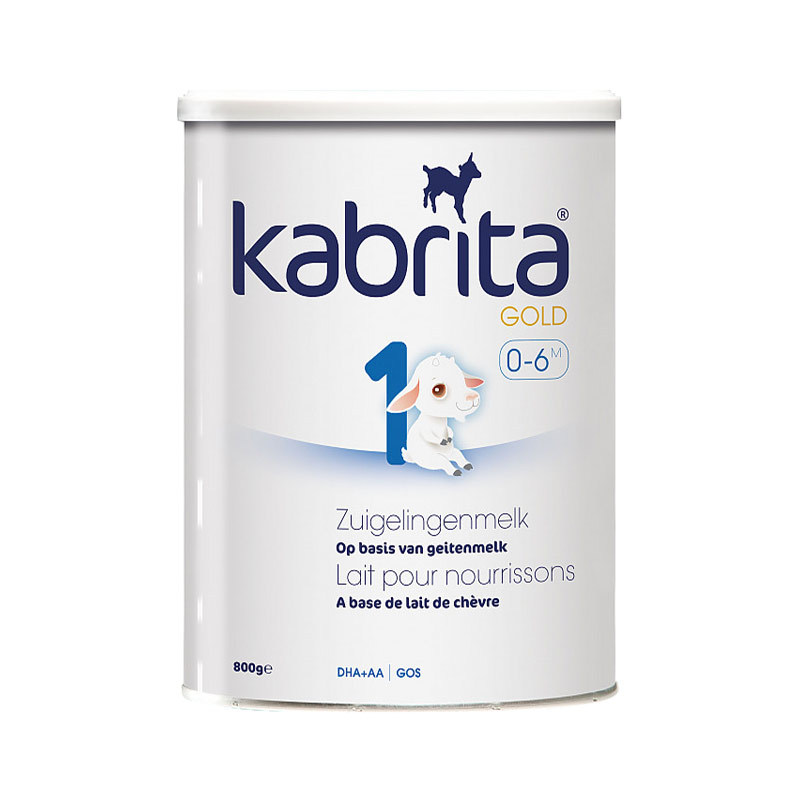 kabrita®
GOLD
1
0-6M
Zuigelingenmelk
Op basis van geitenmelk
Lait pour nourrissons
A base de lait de chèvre
800g℮
DHA+AA | GOS